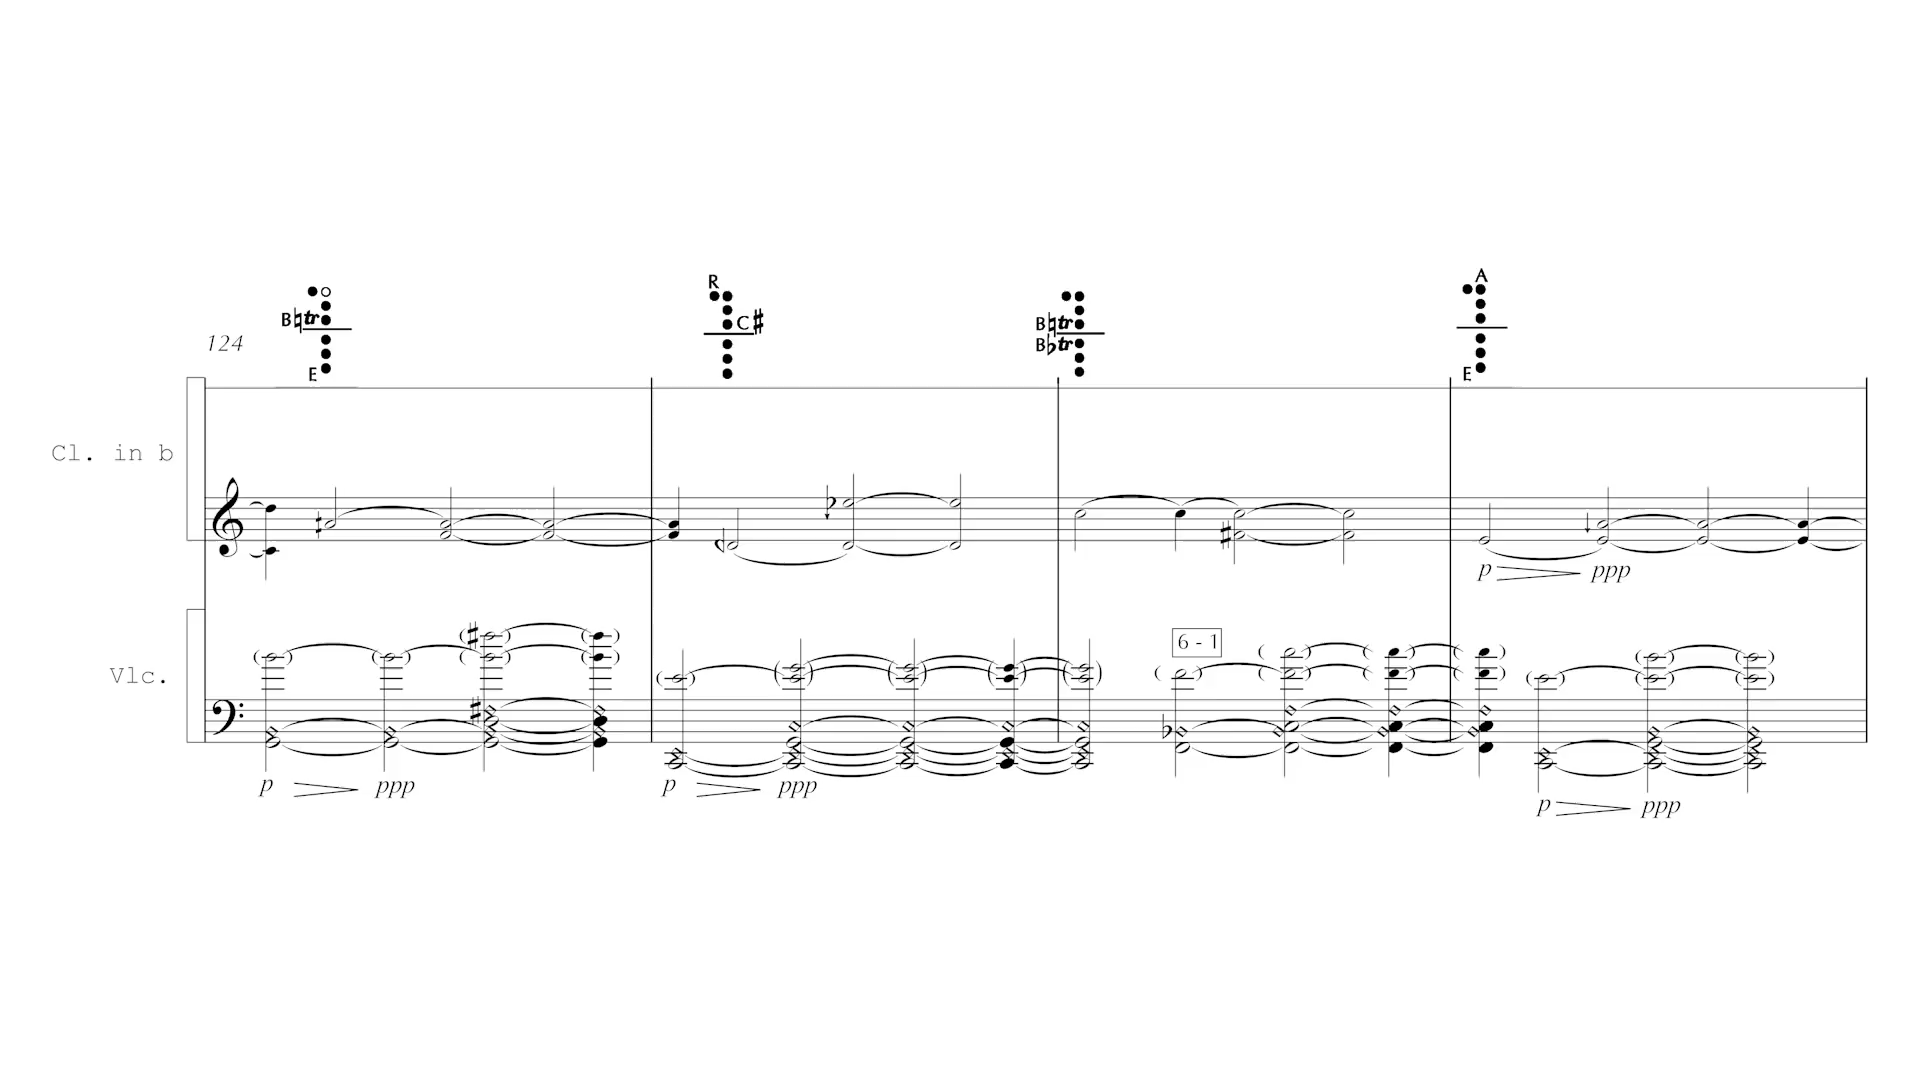 R
A
B♮tr
C♯
B♮tr
124
B♭tr
E
E
Cl. in b
p ppp
6 - 1
Vlc.
p ppp
p ppp
p ppp